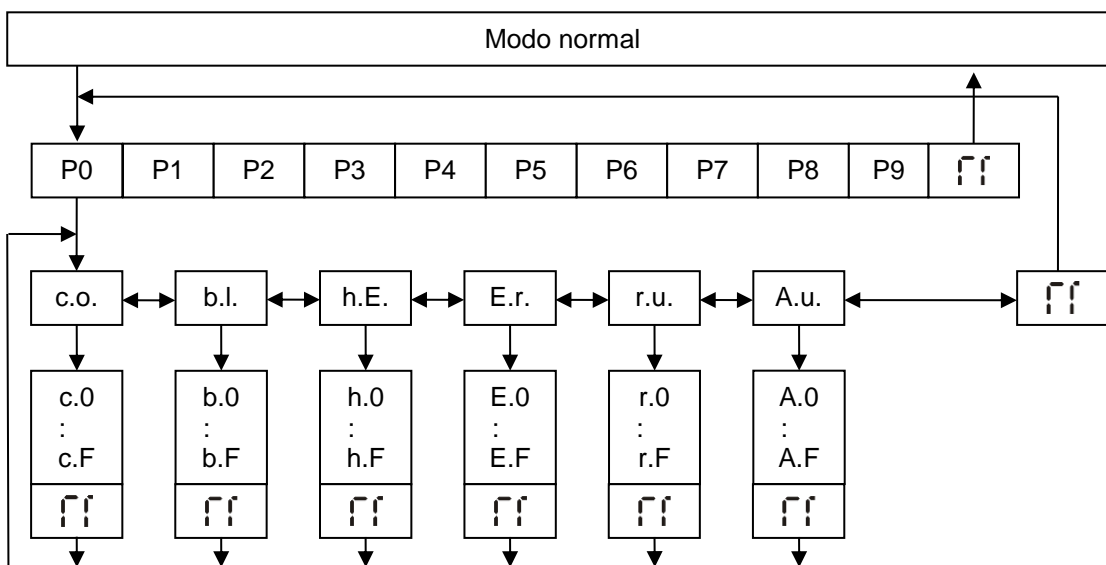 Modo normal
P0 P1 P2 P3 P4 P5 P6 P7 P8 P9
c.o. b.l. h.E. E.r. r.u. A.u.
c.0 b.0 h.0 E.0 r.0 A.0
: : : : : :
c.F b.F h.F E.F r.F A.F